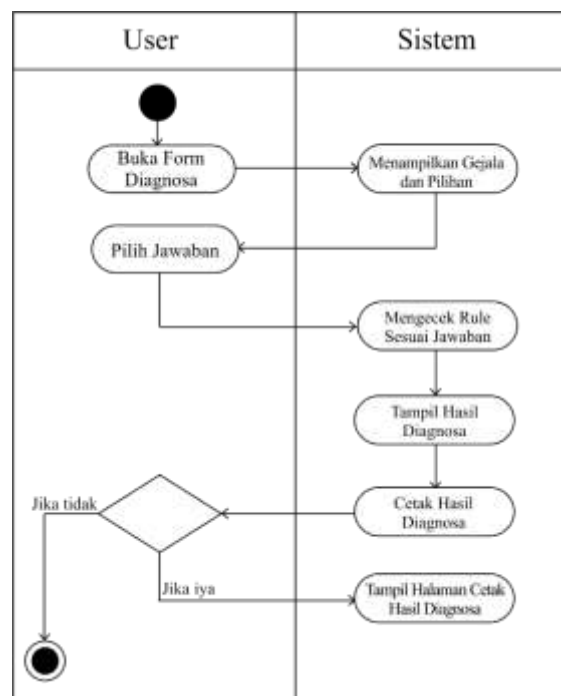 User
Sistem
Buka Form
Diagnosa
Menampilkan Gejala
dan Pilihan
Pilih Jawaban
Mengecek Rule
Sesuai Jawaban
Tampil Hasil
Diagnosa
Cetak Hasil
Diagnosa
Jika tidak
Jika iya
Tampil Halaman Cetak
Hasil Diagnosa